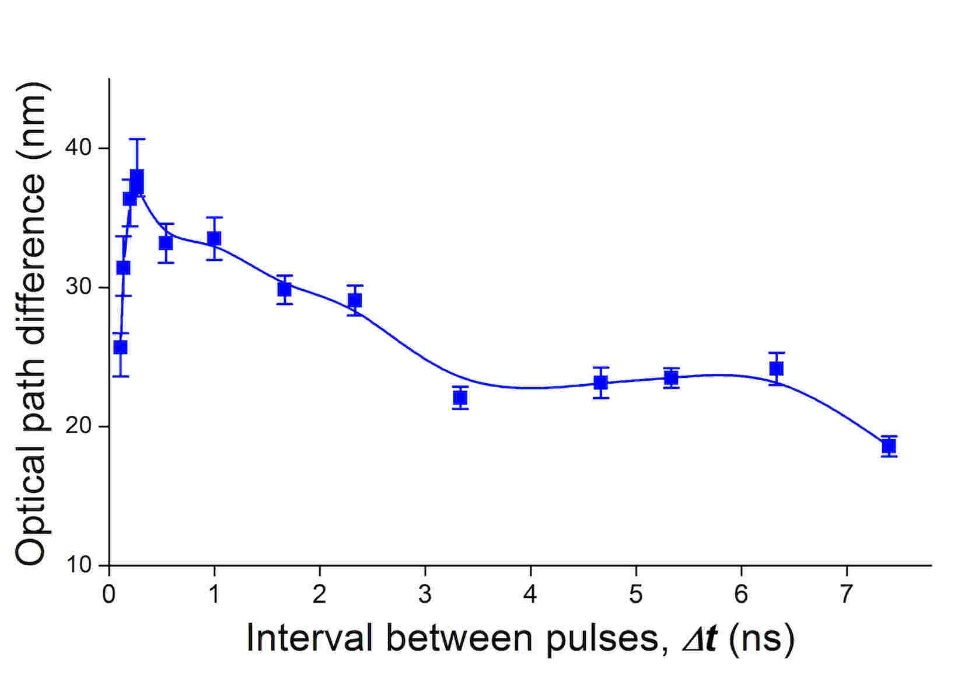 Optical path difference (nm)
40
30
20
10
0 1 2 3 4 5 6 7
Interval between pulses, Δt (ns)